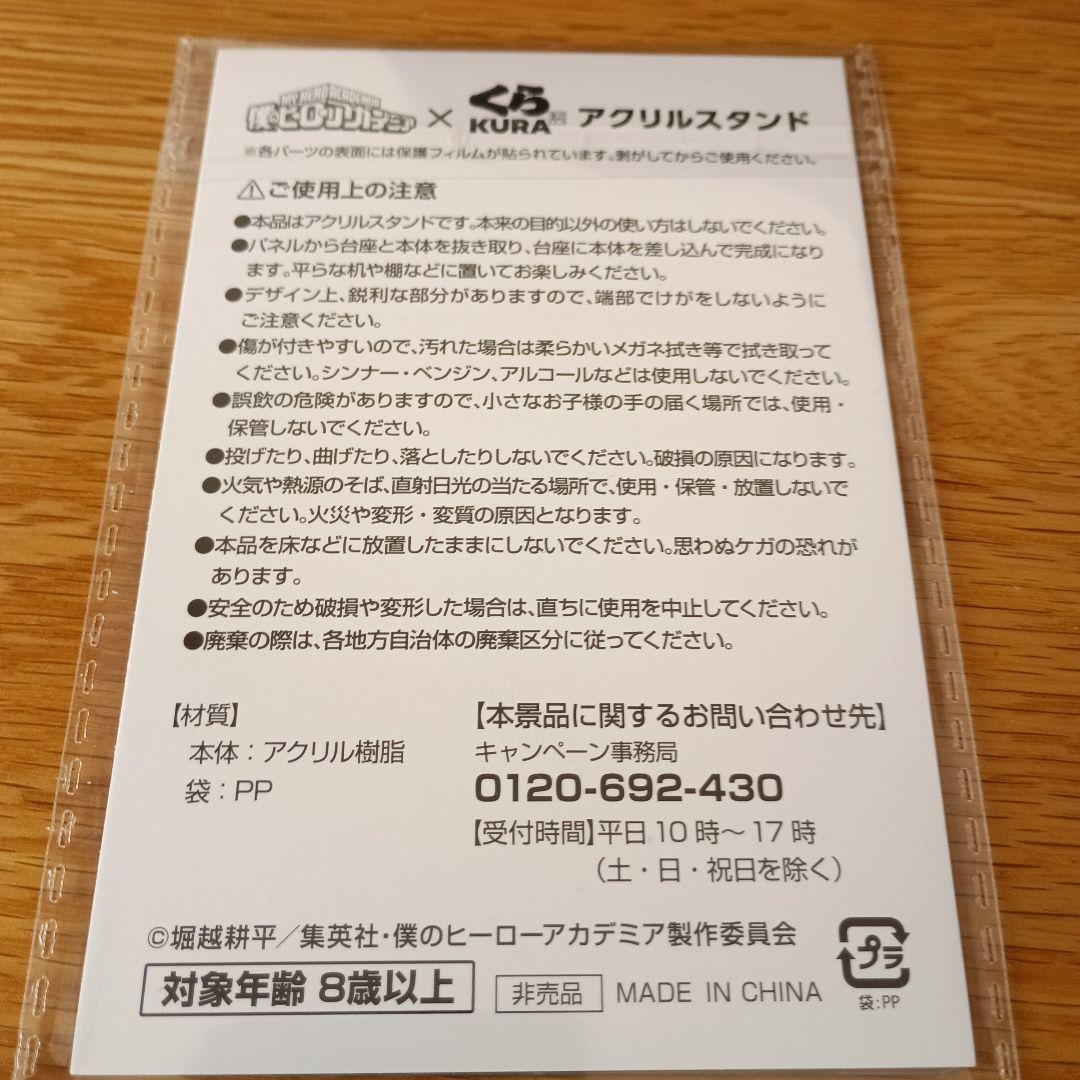 MY HERO ACADEMIA
僕のヒーローアカデミア × くら KURA アクリルスタンド
※各パーツの表面には保護フィルムが貼られています。剥がしてからご使用ください。
⚠ご使用上の注意
●本品はアクリルスタンドです。本来の目的以外の使い方はしないでください。
●パネルから台座と本体を抜き取り、台座に本体を差し込んで完成になり
ます。平らな机や棚などに置いてお楽しみください。
●デザイン上、鋭利な部分がありますので、端部でけがをしないように
ご注意ください。
●傷が付きやすいので、汚れた場合は柔らかいメガネ拭き等で拭き取って
ください。シンナー・ベンジン、アルコールなどは使用しないでください。
●誤飲の危険がありますので、小さなお子様の手の届く場所では、使用・
保管しないでください。
●投げたり、曲げたり、落としたりしないでください。破損の原因になります。
●火気や熱源のそば、直射日光の当たる場所で、使用・保管・放置しないで
ください。火災や変形・変質の原因となります。
●本品を床などに放置したままにしないでください。思わぬケガの恐れが
あります。
●安全のため破損や変形した場合は、直ちに使用を中止してください。
●廃棄の際は、各地方自治体の廃棄区分に従ってください。
【材質】
本体：アクリル樹脂
袋：PP
【本景品に関するお問い合わせ先】
キャンペーン事務局
0120-692-430
【受付時間】平日10時～17時
（土・日・祝日を除く）
©堀越耕平／集英社・僕のヒーローアカデミア製作委員会
対象年齢 8歳以上
非売品 MADE IN CHINA
プラ
袋:PP